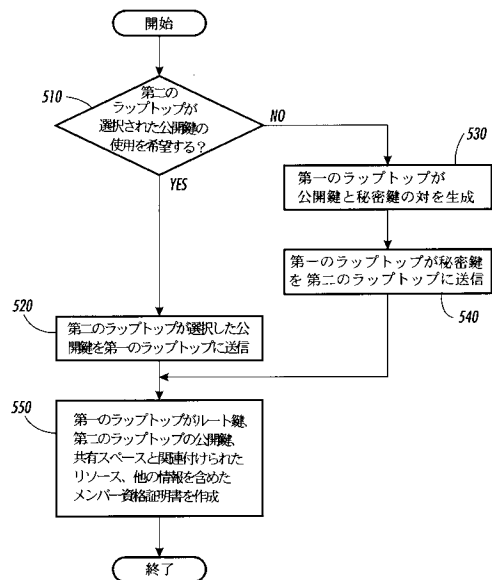 開始
510
第二の
ラップトップが
選択された公開鍵の
使用を希望する？
NO
YES
530
第一のラップトップが
公開鍵と秘密鍵の対を生成
第一のラップトップが秘密鍵
を第二のラップトップに送信
540
520
第二のラップトップが選択した公
開鍵を第一のラップトップに送信
550
第一のラップトップがルート鍵、
第二のラップトップの公開鍵、
共有スペースと関連付けられた
リソース、他の情報を含めた
メンバー資格証明書を作成
終了